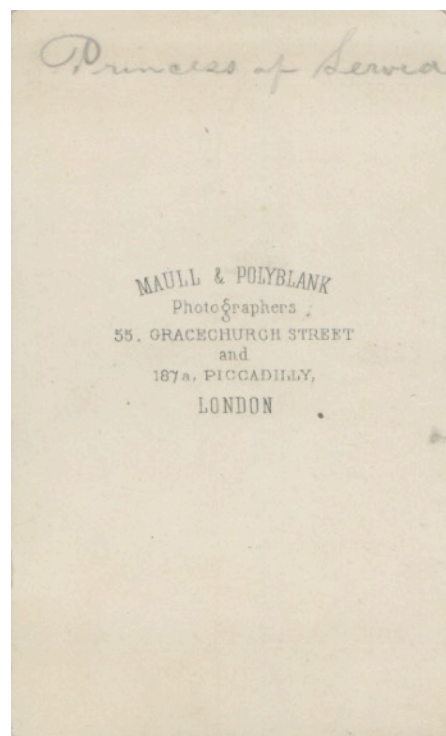 Princess of Servia
MAULL & POLYBLANK
Photographers.
55, GRACECHURCH STREET
and
187a, PICCADILLY,
LONDON